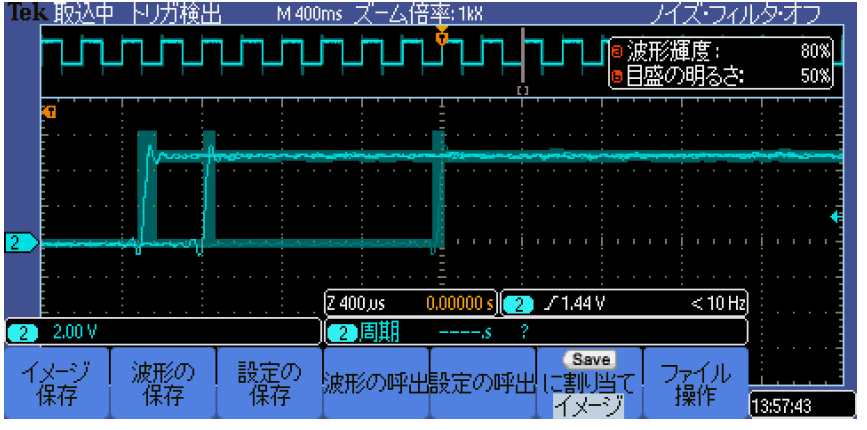 Tek 取込中 トリガ検出 M 400ms ズーム倍率: 1kX ノイズ・フィルタ・オフ
a 波形輝度: 80%
b 目盛の明るさ: 50%
T
T
2
Z 400µs 0.00000 s 2 1.44 V < 10 Hz
2 2.00 V 2 周期 ----.s ?
イメージ 保存
波形の 保存
設定の 保存
波形の呼出
設定の呼出
Save に割り当て イメージ
ファイル 操作
13:57:43